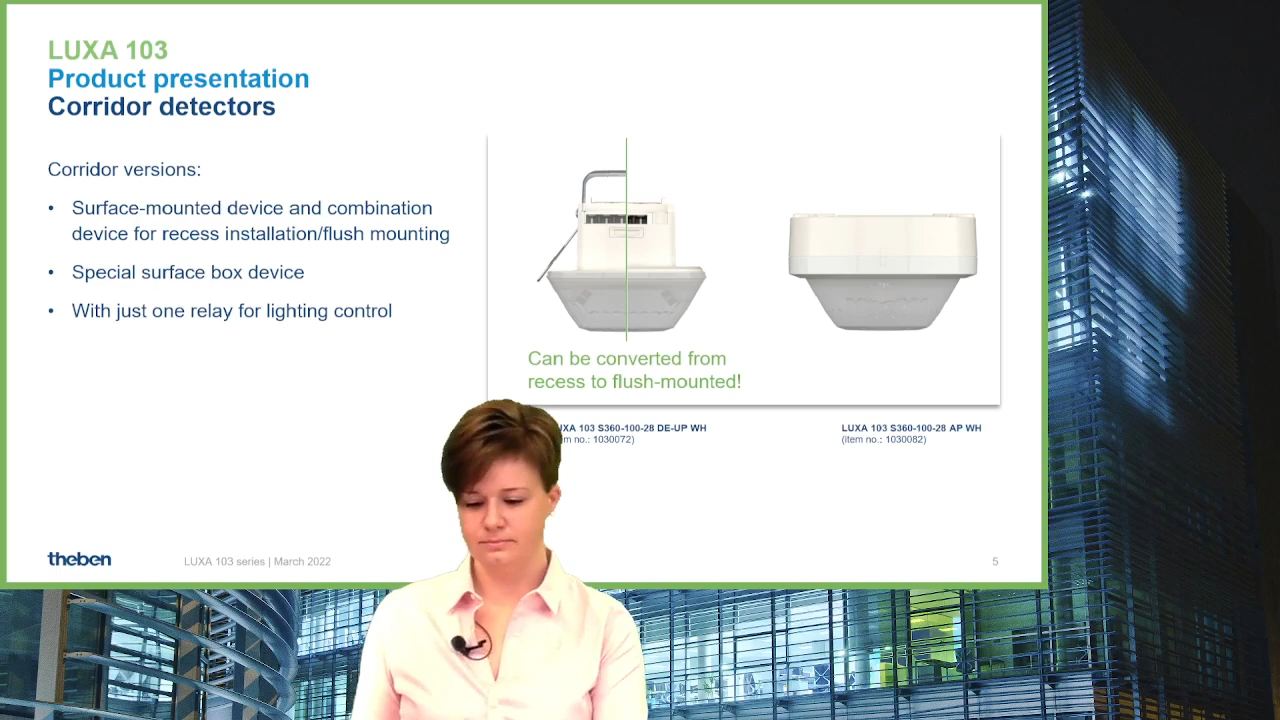 LUXA 103
Product presentation
Corridor detectors
Corridor versions:
• Surface-mounted device and combination
device for recess installation/flush mounting
• Special surface box device
• With just one relay for lighting control
Can be converted from
recess to flush-mounted!
103 S360-100-28 DE-UP WH
no.: 1030072)
LUXA 103 S360-100-28 AP WH
(item no.: 1030082)
theben
LUXA 103 series | March 2022
5